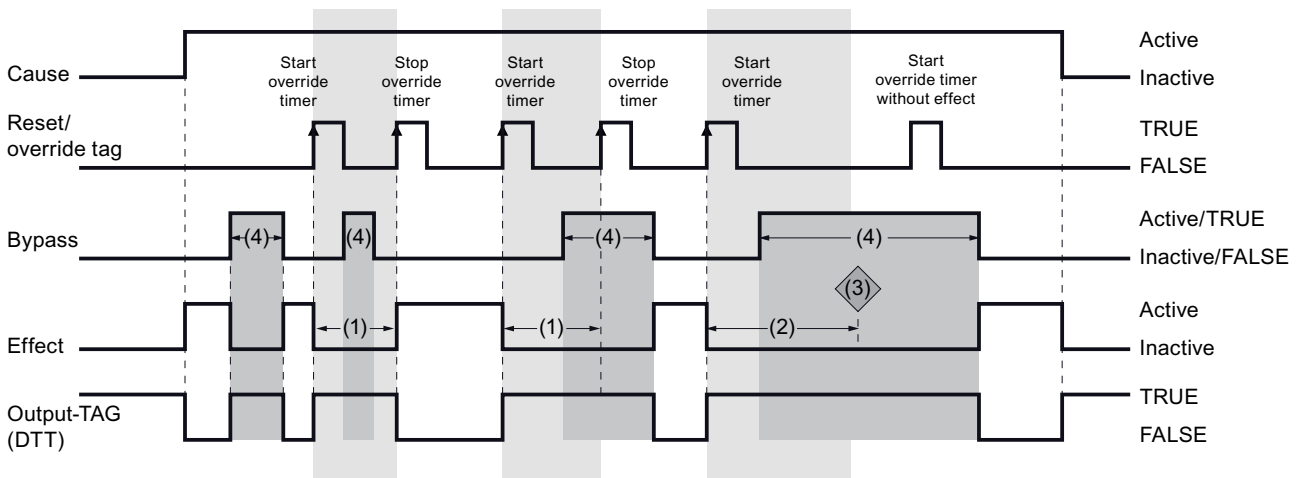 Active
Cause
Inactive
Start
override
timer
Stop
override
timer
Start
override
timer
Stop
override
timer
Start
override
timer
Start
override timer
without effect
Reset/
override tag
TRUE
FALSE
Bypass
(4)
(4)
(4)
(4)
Active/TRUE
Inactive/FALSE
(3)
Effect
(1)
(1)
(2)
Active
Inactive
Output-TAG
(DTT)
TRUE
FALSE